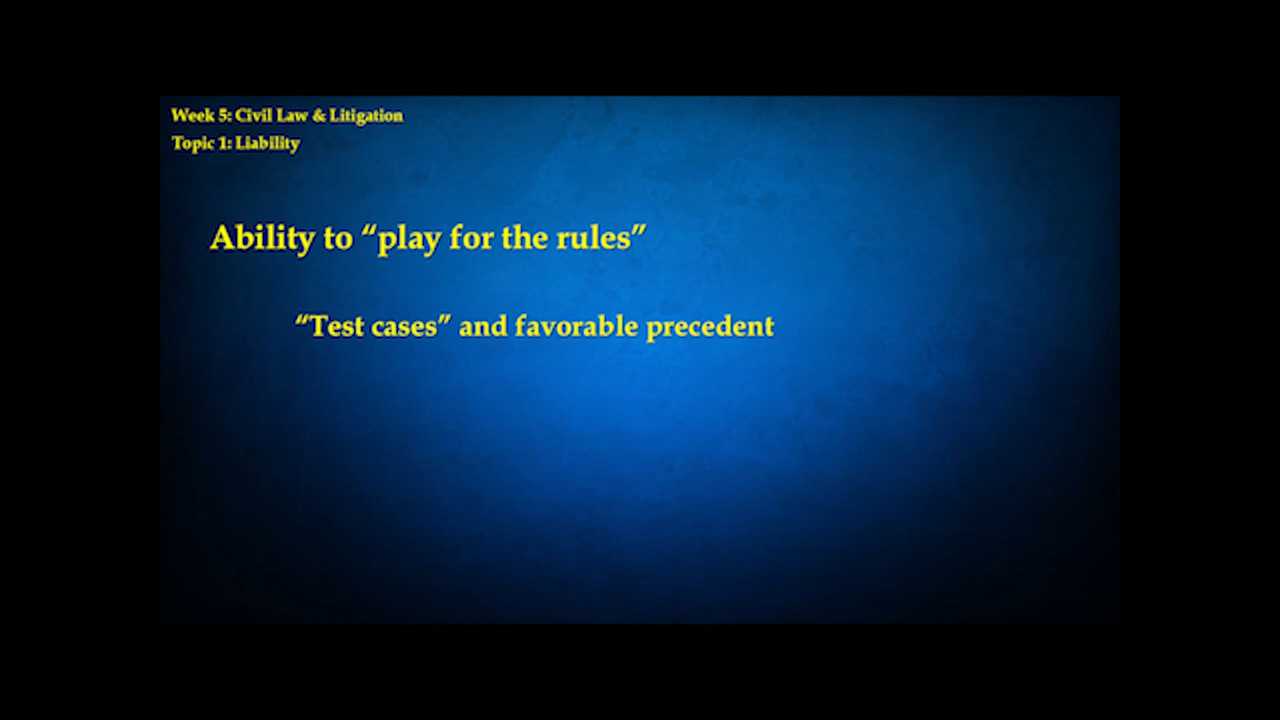 Week 5: Civil Law & Litigation
Topic 1: Liability
Ability to “play for the rules”
“Test cases” and favorable precedent